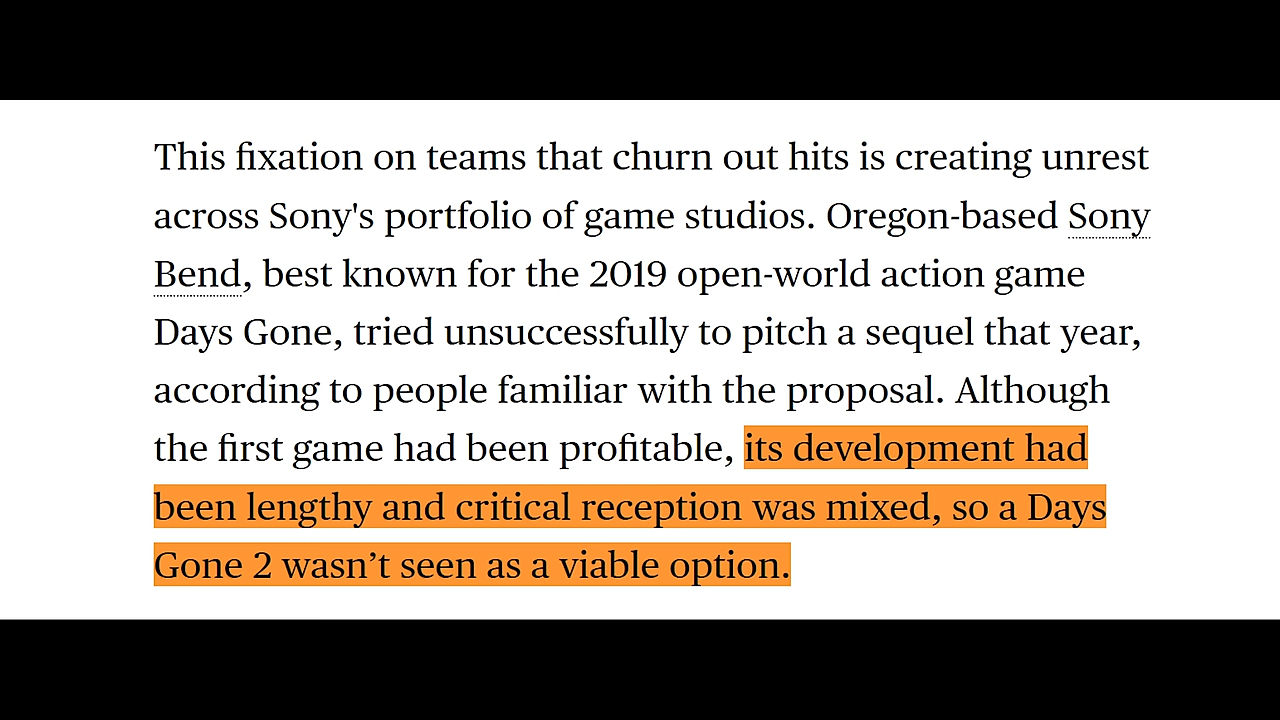 This fixation on teams that churn out hits is creating unrest
across Sony's portfolio of game studios. Oregon-based Sony
Bend, best known for the 2019 open-world action game
Days Gone, tried unsuccessfully to pitch a sequel that year,
according to people familiar with the proposal. Although
the first game had been profitable, its development had
been lengthy and critical reception was mixed, so a Days
Gone 2 wasn’t seen as a viable option.